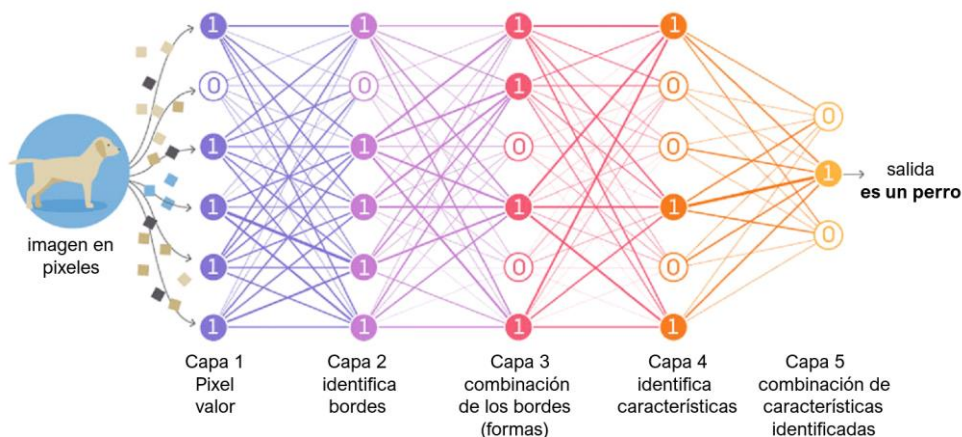 1 1 1 1
0 0 1 0 0
1 1 0 0
1
1 1 1 1
0
1 1 0 0
1 1 1 1
imagen en
pixeles
salida
es un perro
Capa 1
Pixel
valor
Capa 2
identifica
bordes
Capa 3
combinación
de los bordes
(formas)
Capa 4
identifica
características
Capa 5
combinación de
características
identificadas